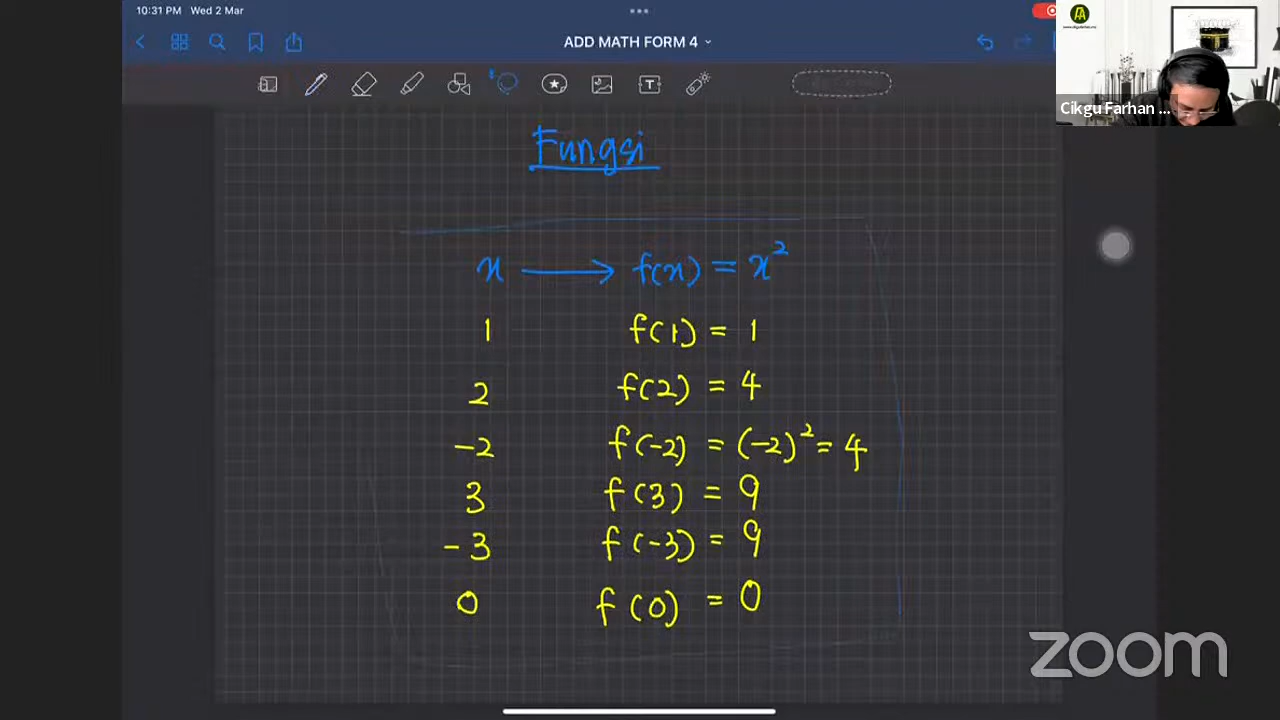 10:31 PM Wed 2 Mar
ADD MATH FORM 4
T
Cikgu Farhan ...
Fungsi
x ⟶ f(x) = x²
1 f(1) = 1
2 f(2) = 4
-2 f(-2) = (-2)² = 4
3 f(3) = 9
-3 f(-3) = 9
0 f(0) = 0
zoom